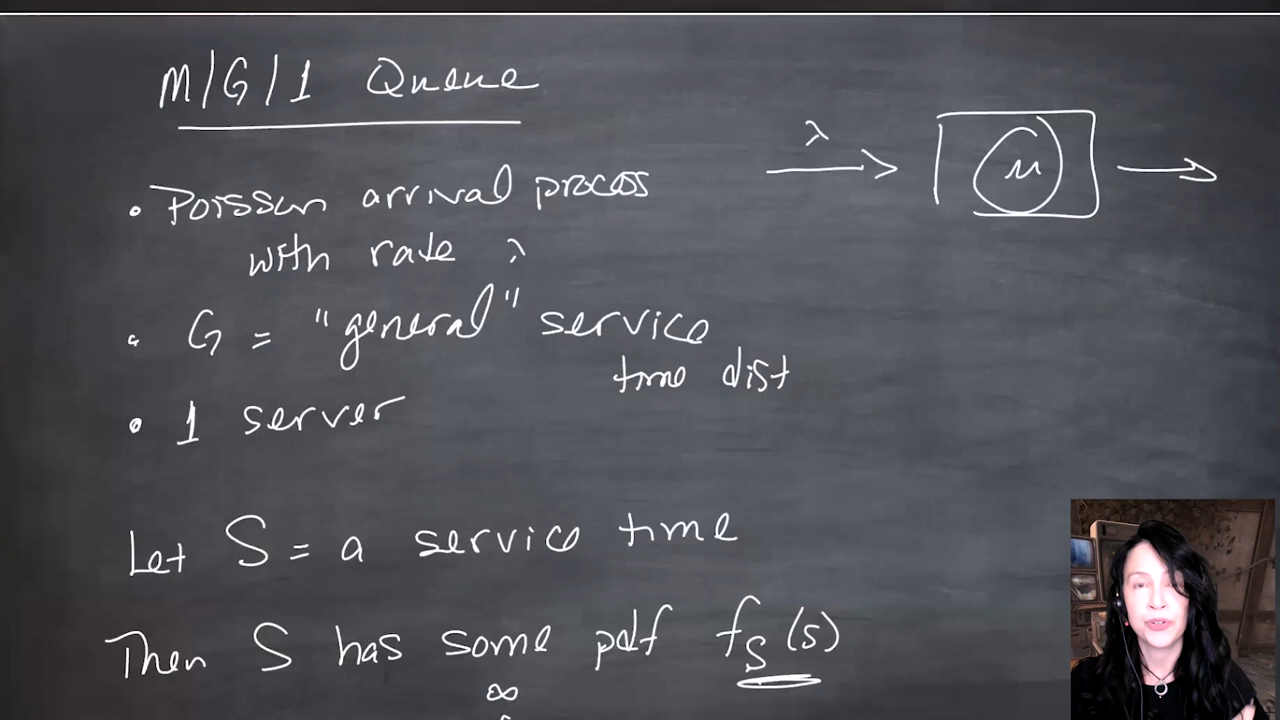 M/G/1 Queue
λ
μ
• Poisson arrival process
with rate λ
• G = "general" service
time dist
• 1 server
Let S = a service time
Then S has some pdf f_S(s)
∞